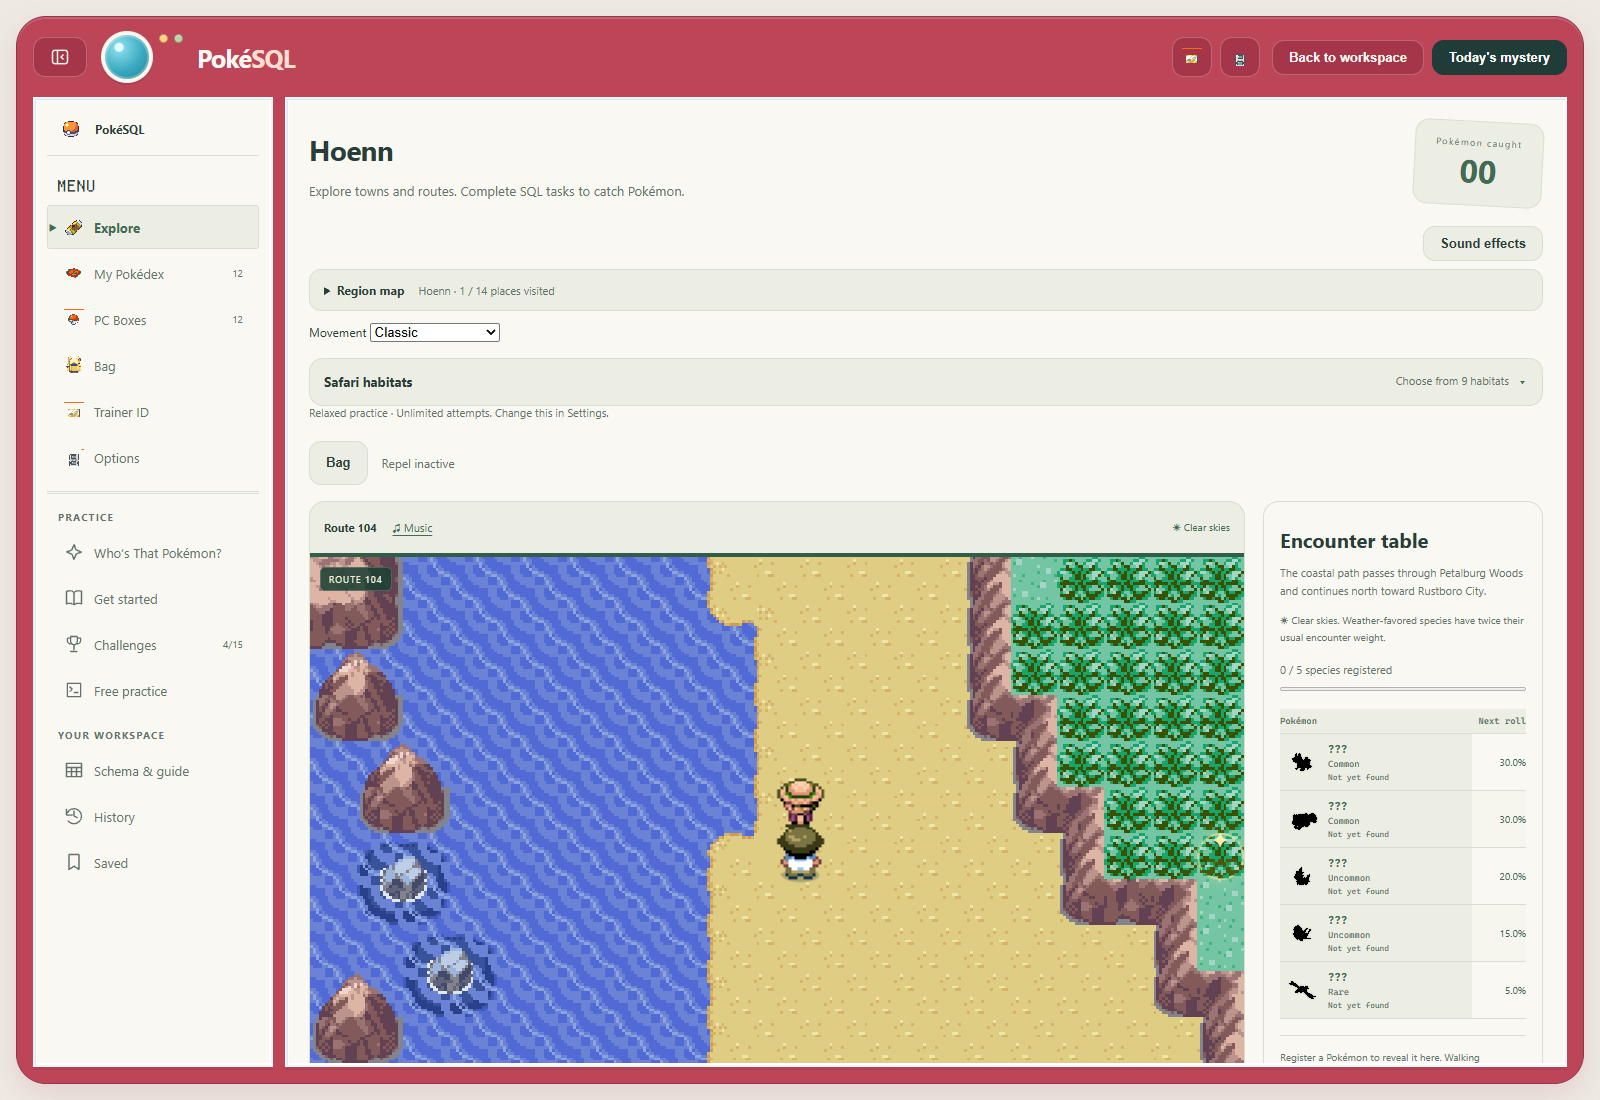 PokéSQL
Back to workspace
Today's mystery
PokéSQL
MENU
Explore
My Pokédex 12
PC Boxes 12
Bag
Trainer ID
Options
PRACTICE
Who's That Pokémon?
Get started
Challenges 4/15
Free practice
YOUR WORKSPACE
Schema & guide
History
Saved
Hoenn
Explore towns and routes. Complete SQL tasks to catch Pokémon.
Pokémon caught
00
Sound effects
Region map Hoenn · 1 / 14 places visited
Movement Classic
Safari habitats Choose from 9 habitats
Relaxed practice · Unlimited attempts. Change this in Settings.
Bag Repel inactive
Route 104 ♫ Music ☀ Clear skies
ROUTE 104
Encounter table
The coastal path passes through Petalburg Woods
and continues north toward Rustboro City.
☀ Clear skies. Weather-favored species have twice their
usual encounter weight.
0 / 5 species registered
Pokémon Next roll
???
Common 30.0%
Not yet found
???
Common 30.0%
Not yet found
???
Uncommon 20.0%
Not yet found
???
Uncommon 15.0%
Not yet found
???
Rare 5.0%
Not yet found
Register a Pokémon to reveal it here. Walking